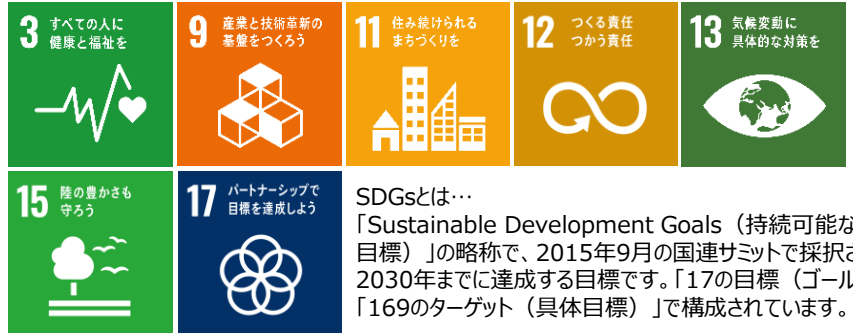 3 すべての人に
健康と福祉を
9 産業と技術革新の
基盤をつくろう
11 住み続けられる
まちづくりを
12 つくる責任
つかう責任
13 気候変動に
具体的な対策を
15 陸の豊かさも
守ろう
17 パートナーシップで
目標を達成しよう
SDGsとは…
「Sustainable Development Goals（持続可能な
目標）」の略称で、2015年9月の国連サミットで採択
2030年までに達成する目標です。「17の目標（ゴール
「169のターゲット（具体目標）」で構成されています。